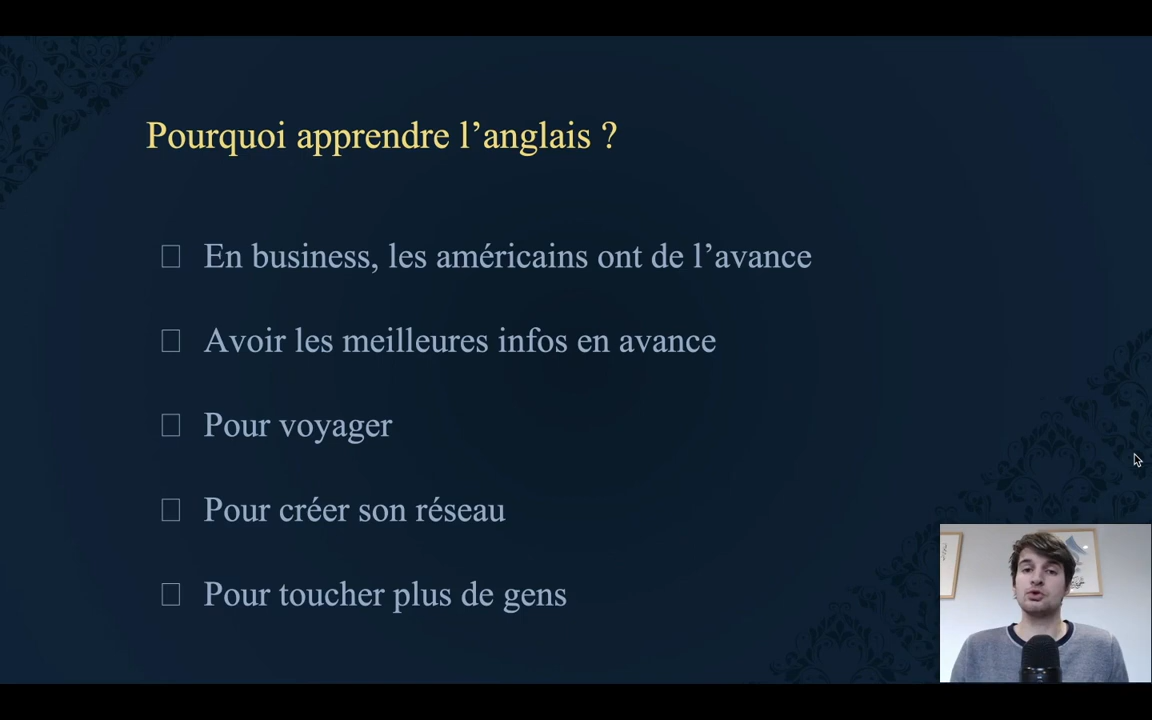 Pourquoi apprendre l’anglais ?
En business, les américains ont de l’avance
Avoir les meilleures infos en avance
Pour voyager
Pour créer son réseau
Pour toucher plus de gens